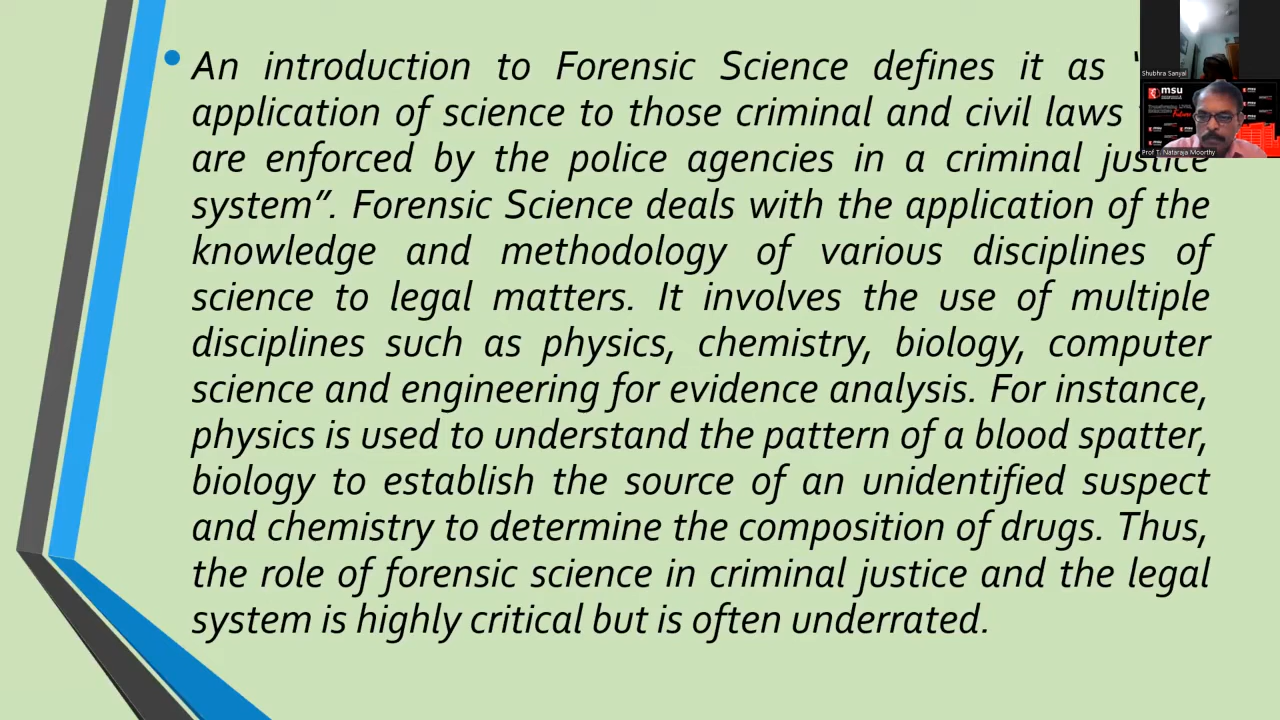 • An introduction to Forensic Science defines it as
application of science to those criminal and civil laws
are enforced by the police agencies in a criminal justice
system”. Forensic Science deals with the application of the
knowledge and methodology of various disciplines of
science to legal matters. It involves the use of multiple
disciplines such as physics, chemistry, biology, computer
science and engineering for evidence analysis. For instance,
physics is used to understand the pattern of a blood spatter,
biology to establish the source of an unidentified suspect
and chemistry to determine the composition of drugs. Thus,
the role of forensic science in criminal justice and the legal
system is highly critical but is often underrated.
Shubhra Sanyal
msu
Prof T. Nataraja Moorthy